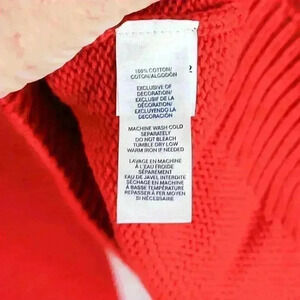 100% COTTON/
COTON/ALGODÓN
2
EXCLUSIVE OF
DECORATION/
EXCLUSIF DE LA
DÉCORATION/
EXCLUYENDO LA
DECORACIÓN
MACHINE WASH COLD
SEPARATELY
DO NOT BLEACH
TUMBLE DRY LOW
WARM IRON IF NEEDED
LAVAGE EN MACHINE
À L'EAU FROIDE
SÉPAREMENT
EAU DE JAVEL INTERDITE
SÉCHAGE EN MACHINE
À BASSE TEMPÉRATURE
REPASSER À FER MOYEN
SI NÉCESSAIRE